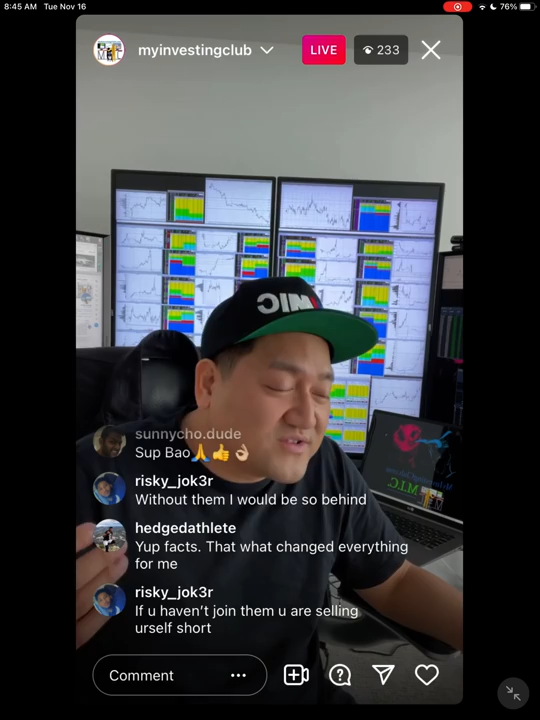 8:45 AM Tue Nov 16
76%
myinvestingclub
LIVE
233
MIC
sunnycho.dude
Sup Bao🙏👍👌🏼
risky_jok3r
Without them I would be so behind
hedgedathlete
Yup facts. That what changed everything
for me
risky_jok3r
If u haven’t join them u are selling
urself short
Comment